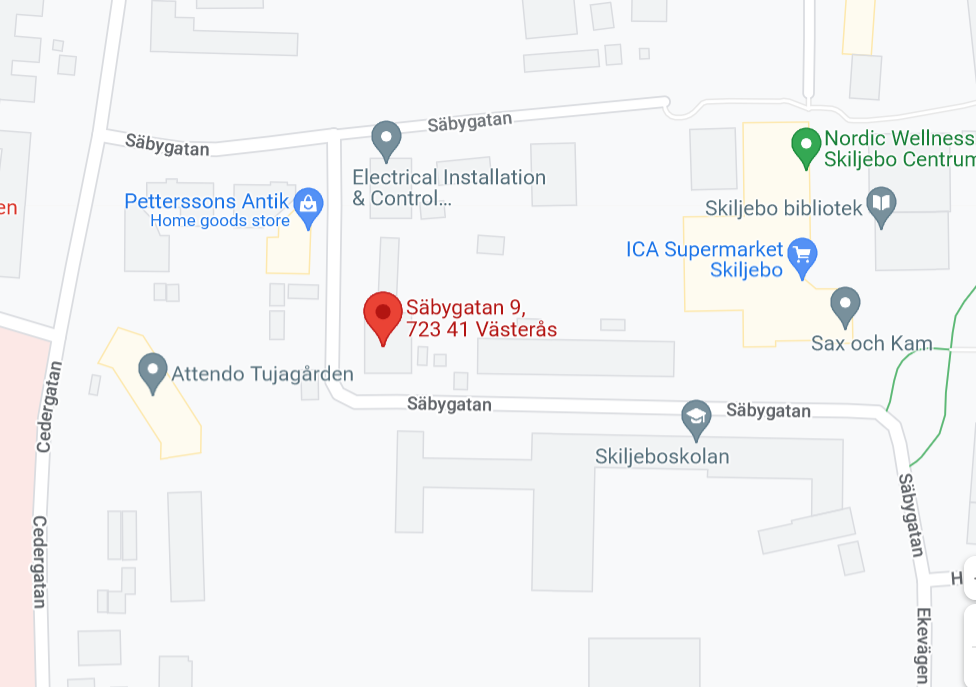 Säbygatan
Säbygatan
Nordic Wellness
Skiljebo Centrum
Electrical Installation
& Control...
Petterssons Antik
Home goods store
Skiljebo bibliotek
en
ICA Supermarket
Skiljebo
Säbygatan 9,
723 41 Västerås
Sax och Kam
Attendo Tujagården
Cedergatan
Säbygatan
Säbygatan
Skiljeboskolan
Säbygatan
Cedergatan
H
Ekevägen